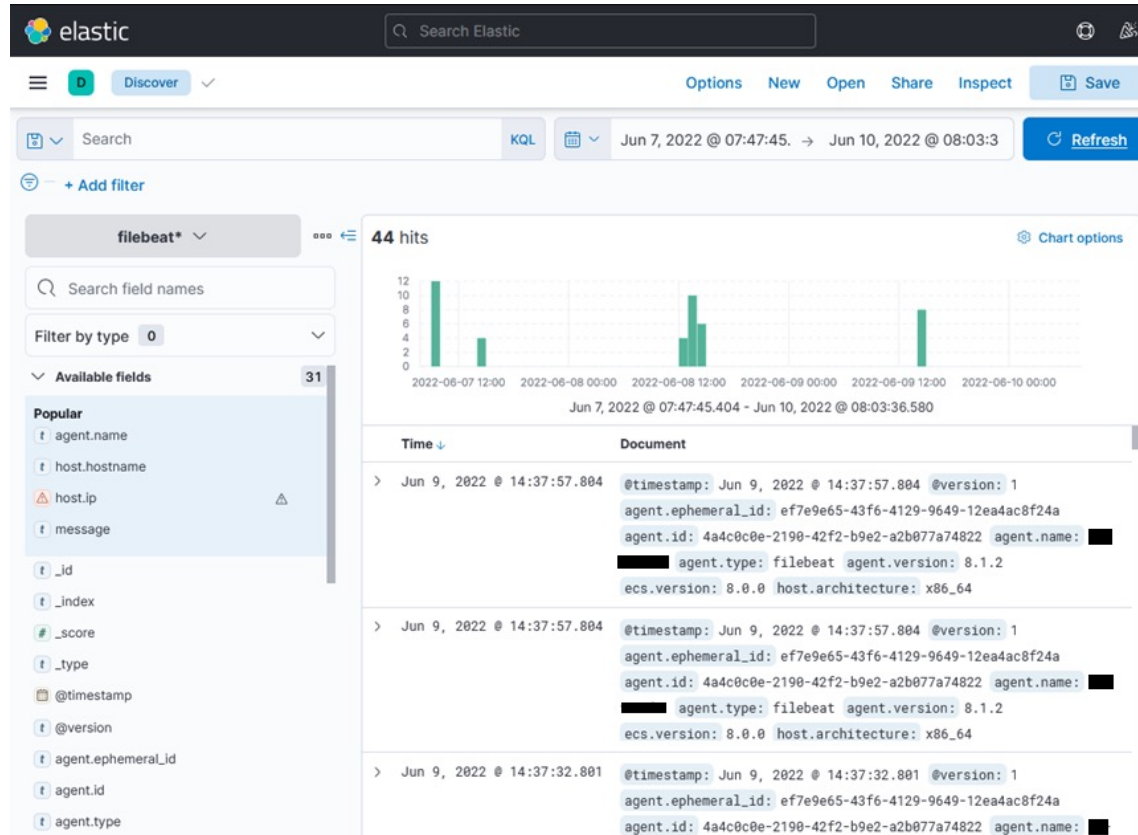 elastic
Search Elastic
D
Discover
Options New Open Share Inspect Save
Search
KQL
Jun 7, 2022 @ 07:47:45. → Jun 10, 2022 @ 08:03:3
Refresh
+ Add filter
filebeat*
44 hits
Chart options
Search field names
Filter by type 0
Available fields 31
Popular
t agent.name
t host.hostname
host.ip
t message
t _id
t _index
# _score
t _type
@timestamp
t @version
t agent.ephemeral_id
t agent.id
t agent.type
12
10
8
6
4
2
0
2022-06-07 12:00 2022-06-08 00:00 2022-06-08 12:00 2022-06-09 00:00 2022-06-09 12:00 2022-06-10 00:00
Jun 7, 2022 @ 07:47:45.404 - Jun 10, 2022 @ 08:03:36.580
Time ↓ Document
Jun 9, 2022 @ 14:37:57.804 @timestamp: Jun 9, 2022 @ 14:37:57.804 @version: 1
agent.ephemeral_id: ef7e9e65-43f6-4129-9649-12ea4ac8f24a
agent.id: 4a4c0c0e-2190-42f2-b9e2-a2b077a74822 agent.name:
agent.type: filebeat agent.version: 8.1.2
ecs.version: 8.0.0 host.architecture: x86_64
Jun 9, 2022 @ 14:37:57.804 @timestamp: Jun 9, 2022 @ 14:37:57.804 @version: 1
agent.ephemeral_id: ef7e9e65-43f6-4129-9649-12ea4ac8f24a
agent.id: 4a4c0c0e-2190-42f2-b9e2-a2b077a74822 agent.name:
agent.type: filebeat agent.version: 8.1.2
ecs.version: 8.0.0 host.architecture: x86_64
Jun 9, 2022 @ 14:37:32.801 @timestamp: Jun 9, 2022 @ 14:37:32.801 @version: 1
agent.ephemeral_id: ef7e9e65-43f6-4129-9649-12ea4ac8f24a
agent.id: 4a4c0c0e-2190-42f2-b9e2-a2b077a74822 agent.name: